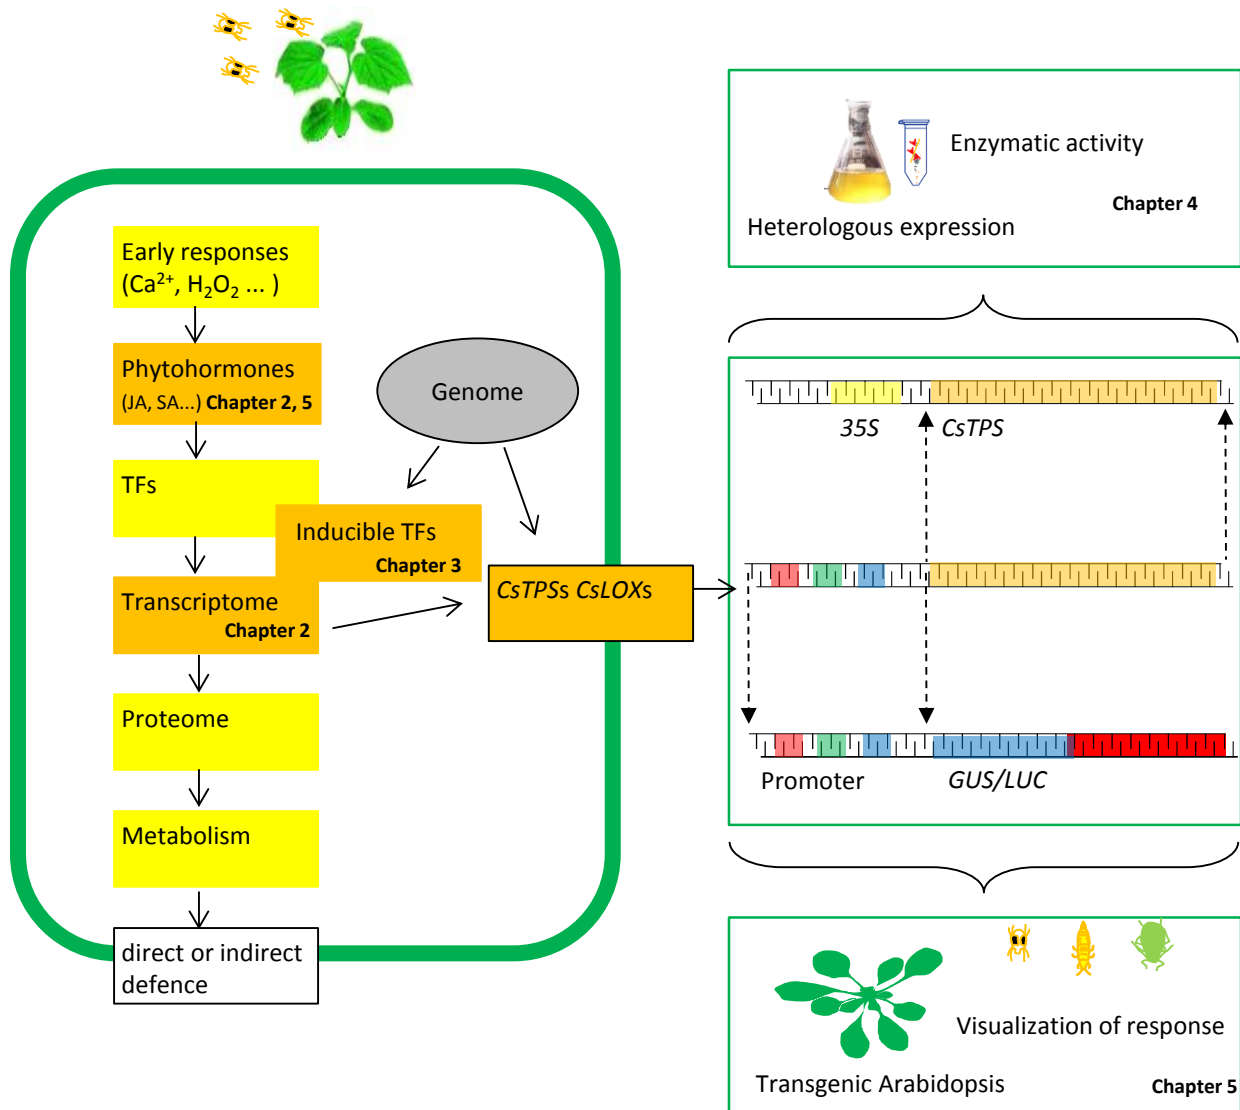 Early responses
(Ca²⁺, H₂O₂ ... )
Phytohormones
(JA, SA...) Chapter 2, 5
TFs
Inducible TFs
Chapter 3
Transcriptome
Chapter 2
Proteome
Metabolism
direct or indirect
defence
Genome
CsTPSs CsLOXs
Enzymatic activity
Chapter 4
Heterologous expression
35S
CsTPS
Promoter
GUS/LUC
Visualization of response
Transgenic Arabidopsis
Chapter 5